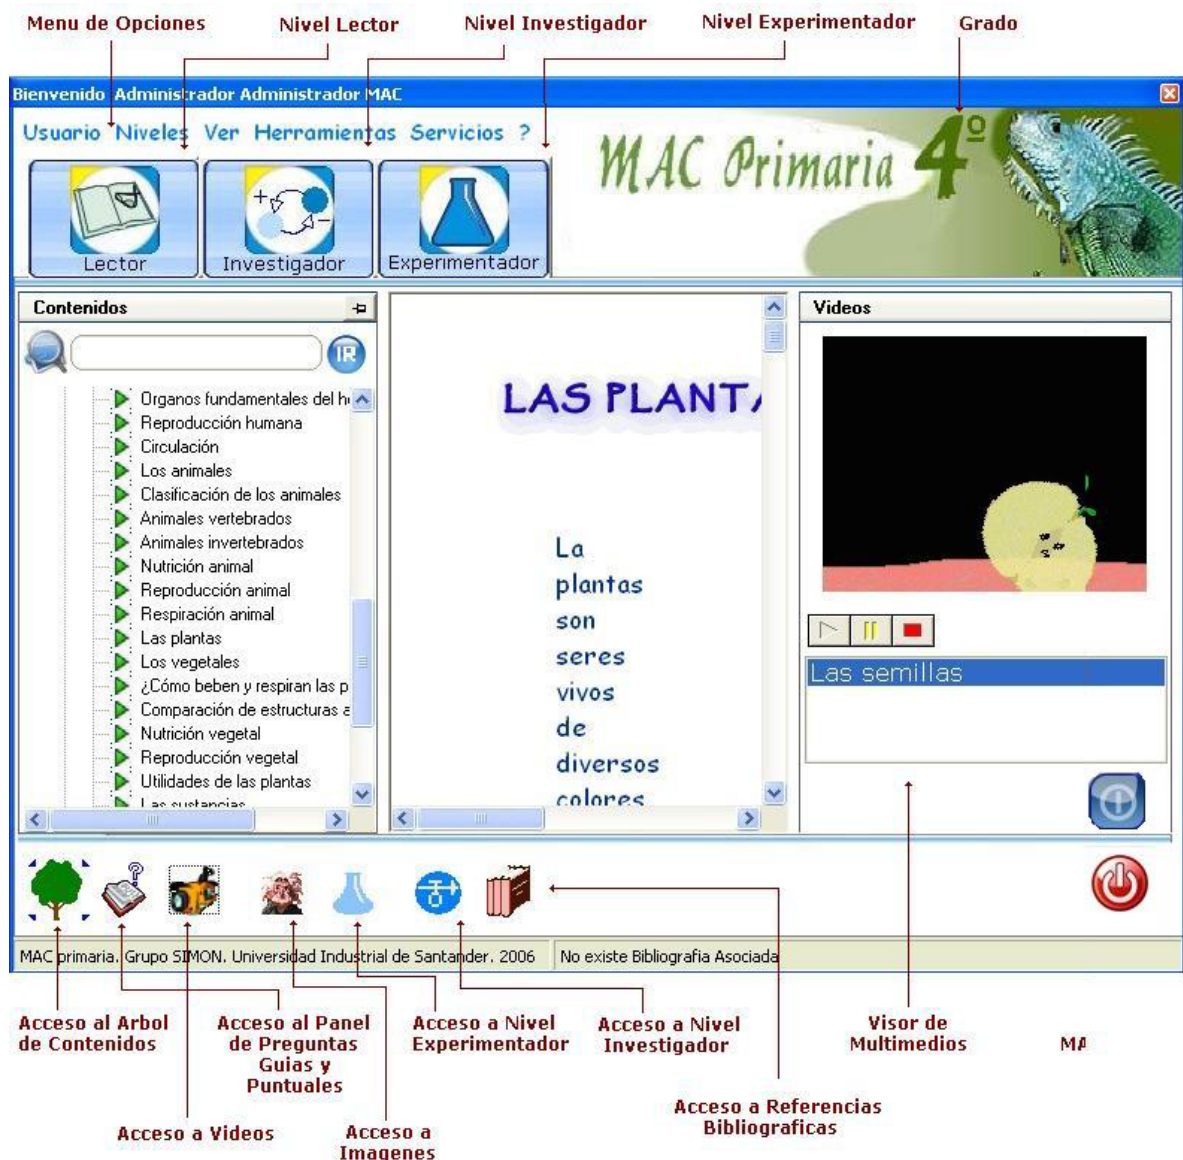 Menu de Opciones
Nivel Lector
Nivel Investigador
Nivel Experimentador
Grado
Bienvenido Administrador Administrador MAC
Usuario Niveles Ver Herramientas Servicios ?
MAC Primaria 4º
Lector
Investigador
Experimentador
Contenidos
IR
Organos fundamentales del
Reproducción humana
Circulación
Los animales
Clasificación de los animales
Animales vertebrados
Animales invertebrados
Nutrición animal
Reproducción animal
Respiración animal
Las plantas
Los vegetales
¿Cómo beben y respiran las p
Comparación de estructuras a
Nutrición vegetal
Reproducción vegetal
Utilidades de las plantas
Las sustancias
LAS PLANTA
La
plantas
son
seres
vivos
de
diversos
colores
Videos
Las semillas
MAC primaria. Grupo SIMON. Universidad Industrial de Santander. 2006
No existe Bibliografia Asociada
Acceso al Arbol
de Contenidos
Acceso al Panel
de Preguntas
Guias y
Puntuales
Acceso a Nivel
Experimentador
Acceso a Nivel
Investigador
Visor de
Multimedios
MA
Acceso a Videos
Acceso a
Imagenes
Acceso a Referencias
Bibliograficas